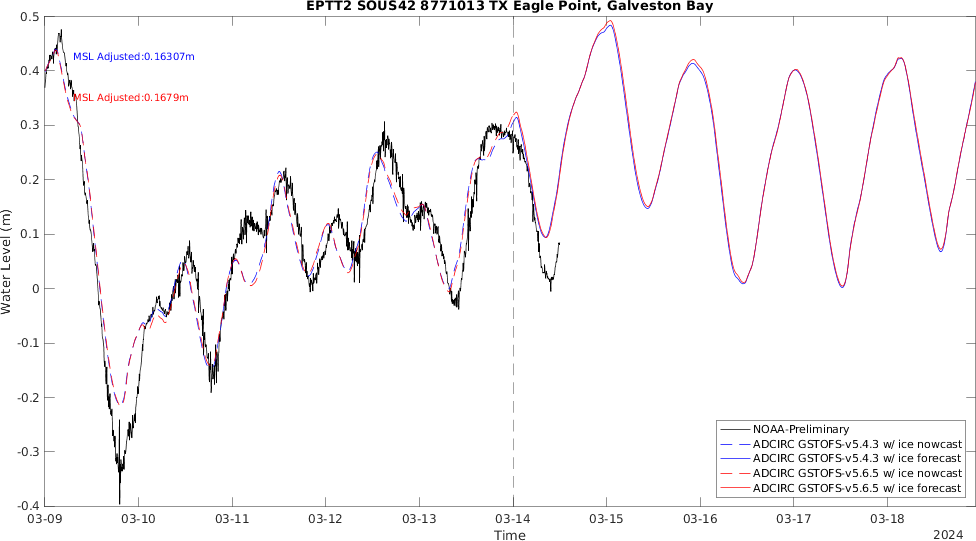 EPTT2 SOUS42 8771013 TX Eagle Point, Galveston Bay
0.5
MSL Adjusted:0.16307m
0.4
MSL Adjusted:0.1679m
0.3
0.2
0.1
0
-0.1
-0.2
-0.3
-0.4
Water Level (m)
NOAA-Preliminary
ADCIRC GSTOFS-v5.4.3 w/ ice nowcast
ADCIRC GSTOFS-v5.4.3 w/ ice forecast
ADCIRC GSTOFS-v5.6.5 w/ ice nowcast
ADCIRC GSTOFS-v5.6.5 w/ ice forecast
03-09 03-10 03-11 03-12 03-13 03-14 03-15 03-16 03-17 03-18
Time
2024